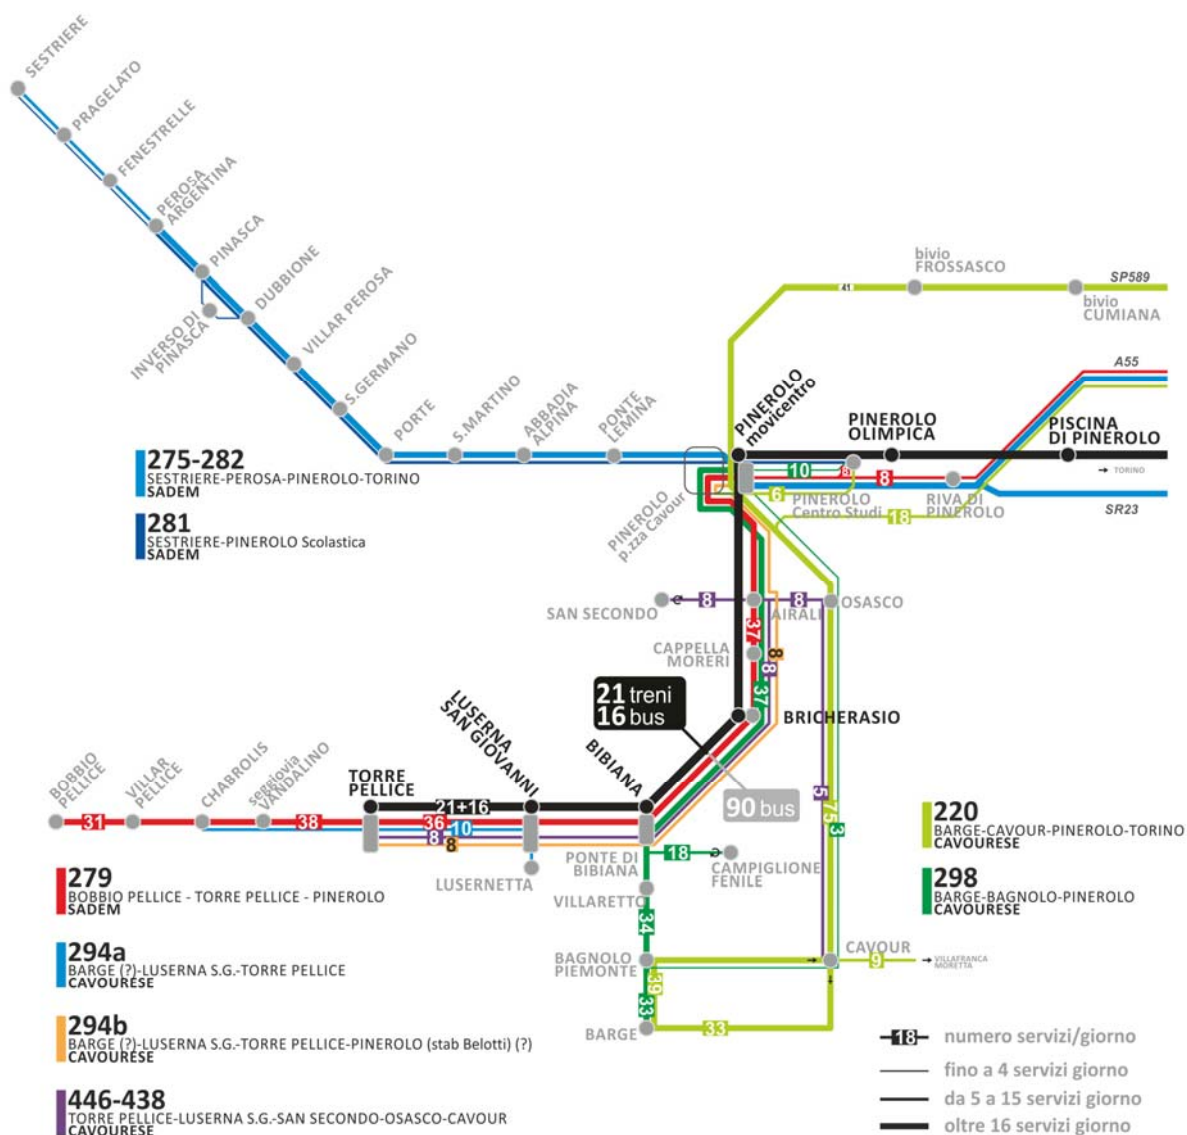 SESTRIERE
PRAGELATO
FENESTRELLE
PEROSA
ARGENTINA
PINASCA
DUBBIONE
INVERSO DI
PINASCA
VILLAR PEROSA
S.GERMANO
PORTE
S.MARTINO
ABBADIA
ALPINA
PONTE
LEMINA
bivio
FROSSASCO
SP589
41
bivio
CUMIANA
A55
PINEROLO
movicentro
PINEROLO
OLIMPICA
PISCINA
DI PINEROLO
→ TORINO
10
8
8
6
PINEROLO
Centro Studi
RIVA DI
PINEROLO
18
SR23
PINEROLO
p.zza Cavour
275-282
SESTRIERE-PEROSA-PINEROLO-TORINO
SADEM
281
SESTRIERE-PINEROLO Scolastica
SADEM
SAN SECONDO
8
8
AIRALI
OSASCO
37
CAPPELLA
MORERI
8
8
37
21 treni
16 bus
BRICHERASIO
LUSERNA
SAN GIOVANNI
BIBIANA
90 bus
BOBBIO
PELLICE
VILLAR
PELLICE
CHABROLIS
seggiovia
VANDALINO
TORRE
PELLICE
21+16
31
38
36
10
8
8
5
75
3
LUSERNETTA
PONTE DI
BIBIANA
18
CAMPIGLIONE
FENILE
VILLARETTO
34
BAGNOLO
PIEMONTE
CAVOUR
9
→ VILLAFRANCA
MORETTA
39
33
BARGE
33
220
BARGE-CAVOUR-PINEROLO-TORINO
CAVOURESE
298
BARGE-BAGNOLO-PINEROLO
CAVOURESE
279
BOBBIO PELLICE - TORRE PELLICE - PINEROLO
SADEM
294a
BARGE (?)-LUSERNA S.G.-TORRE PELLICE
CAVOURESE
294b
BARGE (?)-LUSERNA S.G.-TORRE PELLICE-PINEROLO (stab Belotti) (?)
CAVOURESE
446-438
TORRE PELLICE-LUSERNA S.G.-SAN SECONDO-OSASCO-CAVOUR
CAVOURESE
18 numero servizi/giorno
fino a 4 servizi giorno
da 5 a 15 servizi giorno
oltre 16 servizi giorno